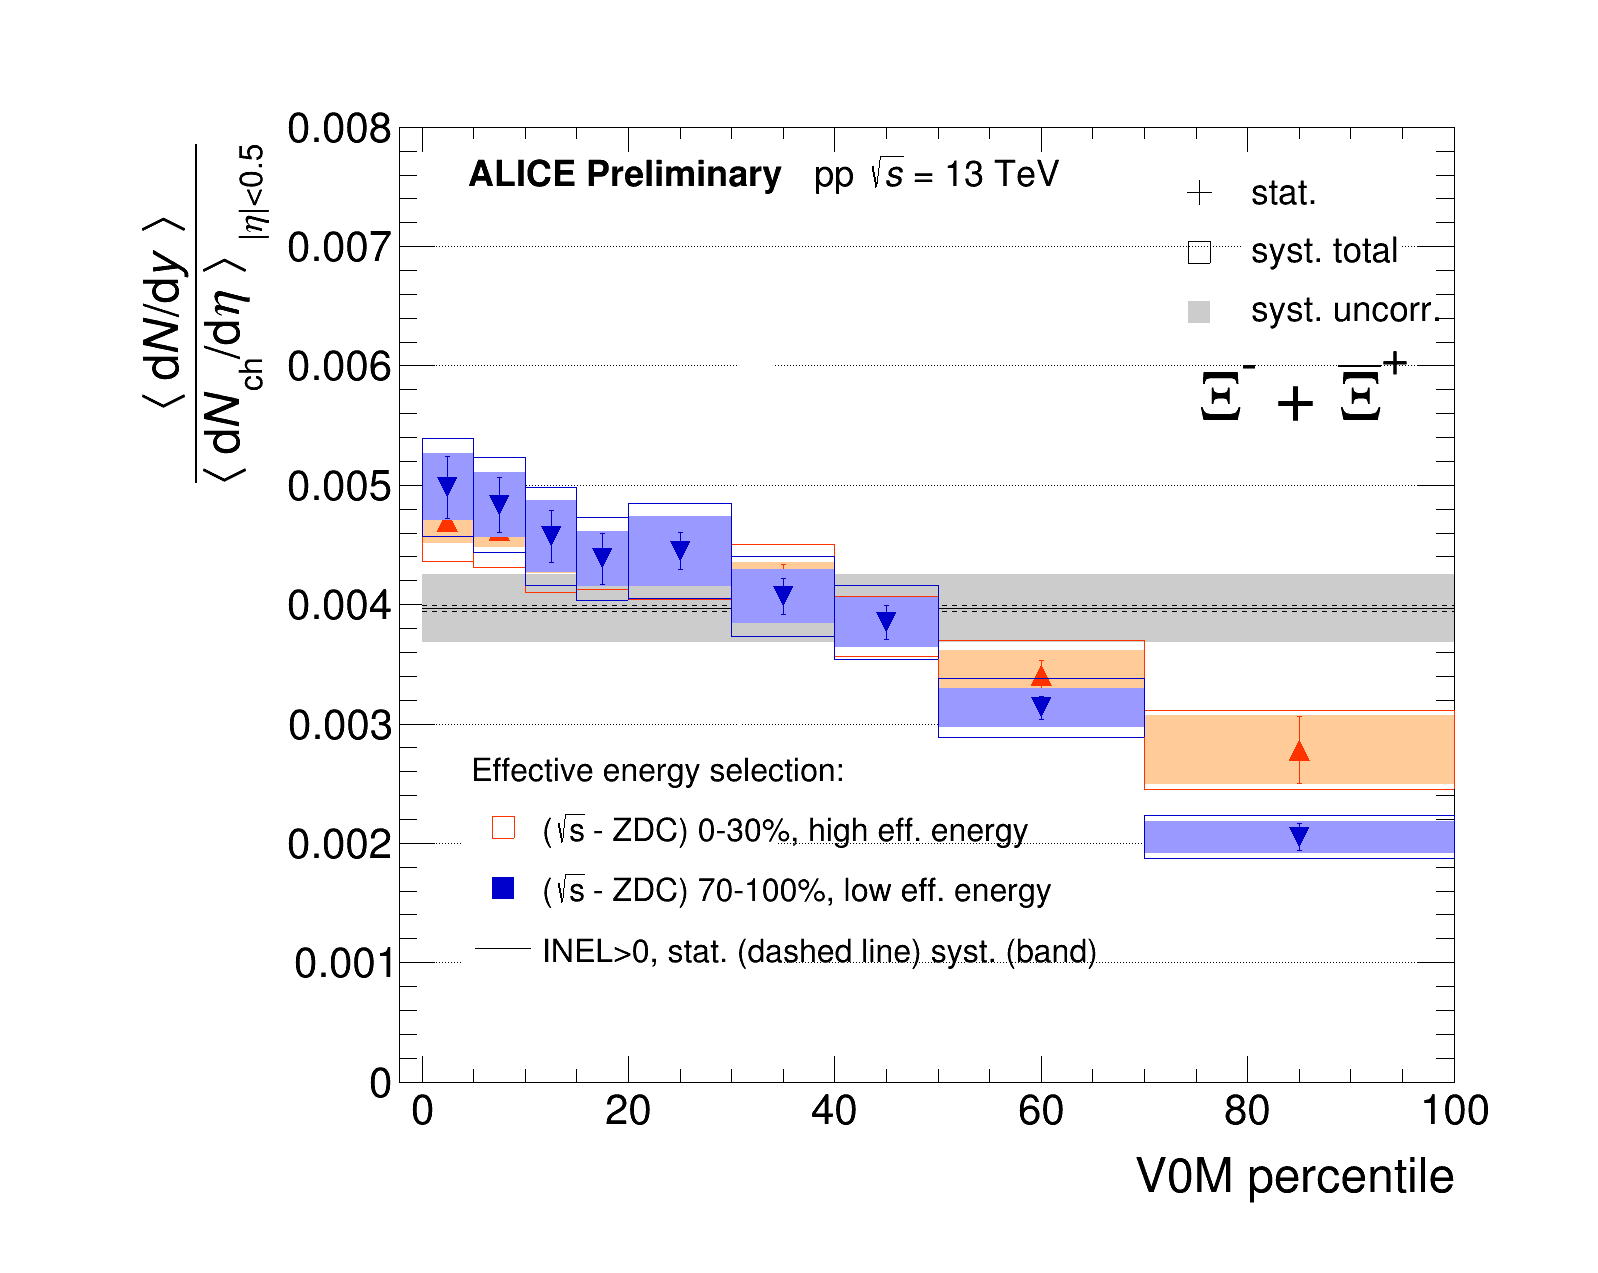 ALICE Preliminary pp √s = 13 TeV
stat.
syst. total
syst. uncorr.
Ξ⁻ + Ξ̅⁺
⟨ dN/dy ⟩
⟨ dN_ch/dη ⟩_|η|<0.5
0.008
0.007
0.006
0.005
0.004
0.003
0.002
0.001
0
Effective energy selection:
(√s - ZDC) 0-30%, high eff. energy
(√s - ZDC) 70-100%, low eff. energy
INEL>0, stat. (dashed line) syst. (band)
0 20 40 60 80 100
V0M percentile